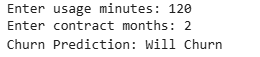 Enter usage minutes: 120
Enter contract months: 2
Churn Prediction: Will Churn